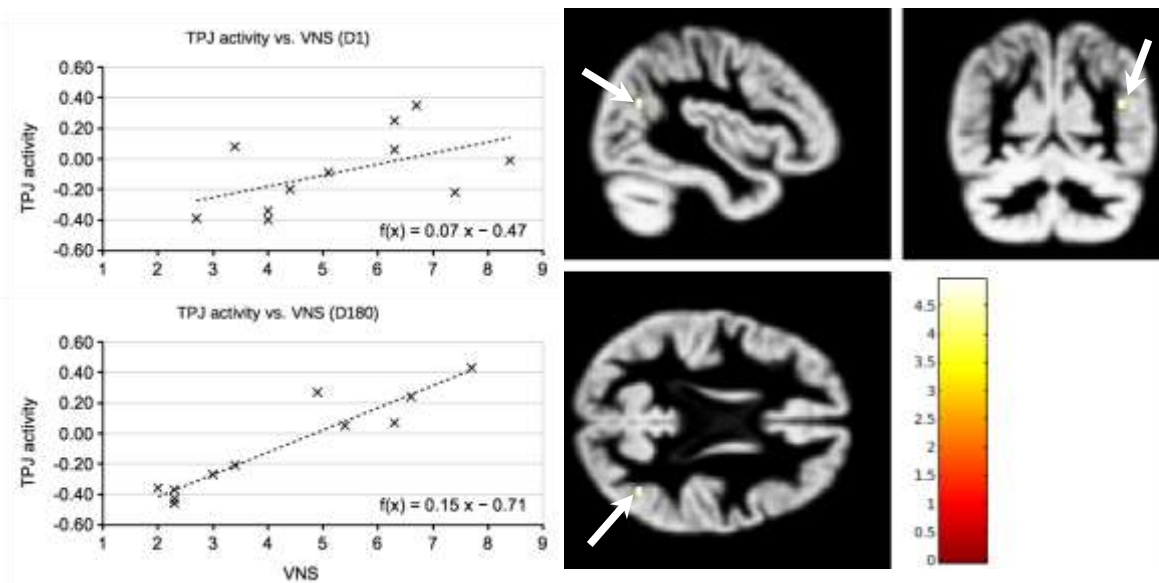 TPJ activity vs. VNS (D1)
0.60
0.40
0.20
0.00
-0.20
-0.40
-0.60
TPJ activity
f(x) = 0.07 x − 0.47
1 2 3 4 5 6 7 8 9
TPJ activity vs. VNS (D180)
0.60
0.40
0.20
0.00
-0.20
-0.40
-0.60
TPJ activity
f(x) = 0.15 x − 0.71
1 2 3 4 5 6 7 8 9
VNS
4.5
4
3.5
3
2.5
2
1.5
1
0.5
0